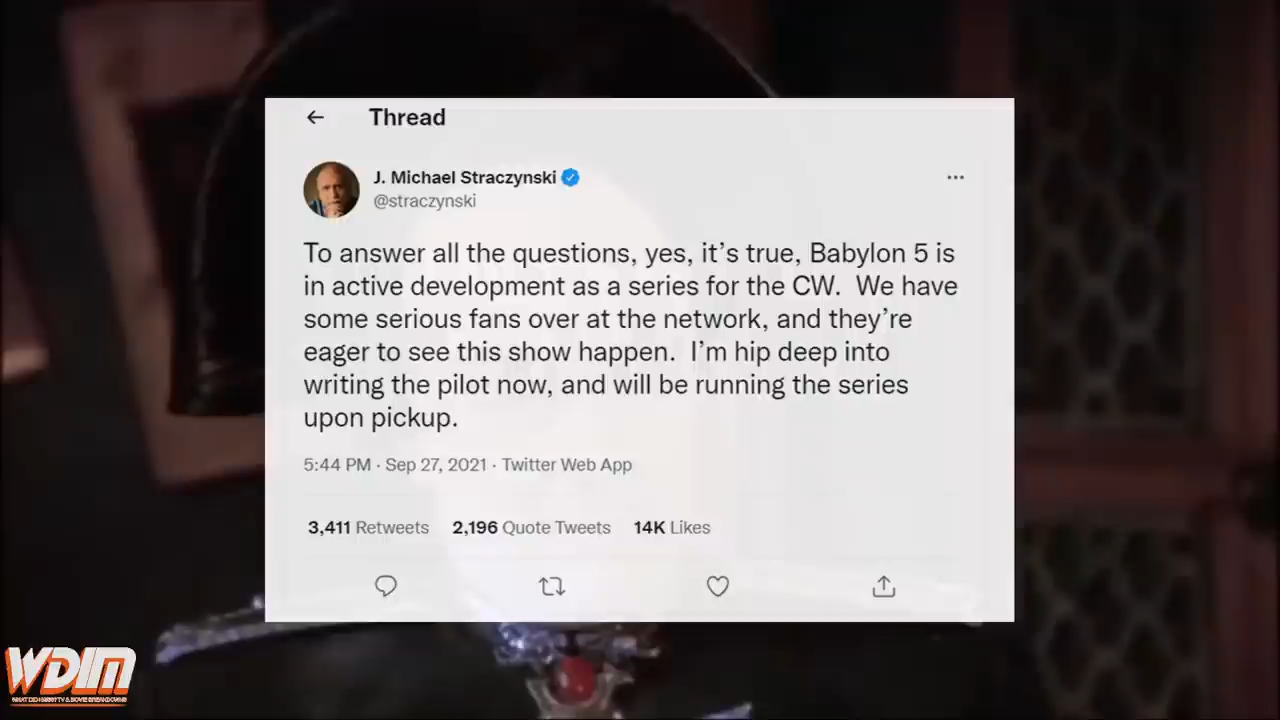 Thread
J. Michael Straczynski
@straczynski
To answer all the questions, yes, it’s true, Babylon 5 is
in active development as a series for the CW.  We have
some serious fans over at the network, and they’re
eager to see this show happen.  I’m hip deep into
writing the pilot now, and will be running the series
upon pickup.
5:44 PM · Sep 27, 2021 · Twitter Web App
3,411 Retweets 2,196 Quote Tweets 14K Likes
WDIM